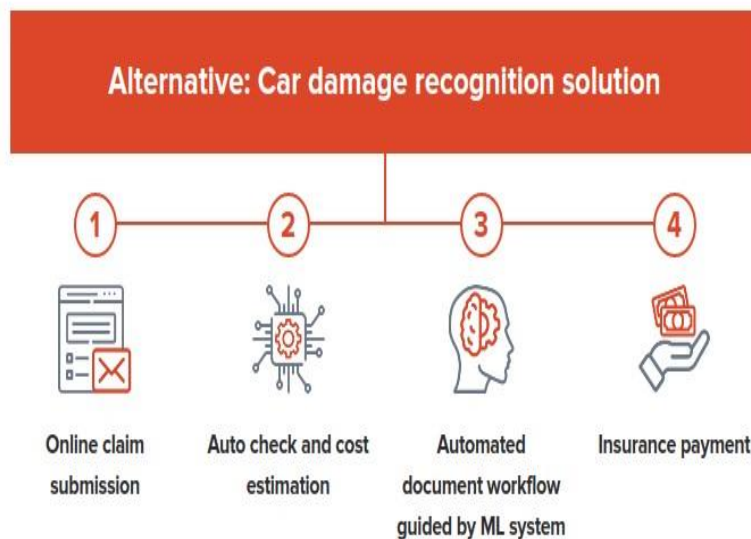 Alternative: Car damage recognition solution
1
2
3
4
Online claim
submission
Auto check and cost
estimation
Automated
document workflow
guided by ML system
Insurance payment